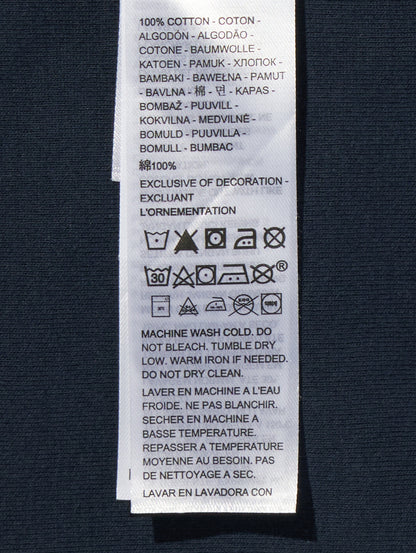 100% COTTON - COTON -
ALGODÓN - ALGODÃO -
COTONE - BAUMWOLLE -
KATOEN - PAMUK - ХЛОПОК -
BAMBAKI - BAWEŁNA - PAMUT
- BAVLNA - 棉 - 면 - KAPAS -
BOMBAŽ - PUUVILL -
KOKVILNA - MEDVILNĖ -
BOMULD - PUUVILLA -
BOMULL - BUMBAC
綿100%
EXCLUSIVE OF DECORATION -
EXCLUANT
L'ORNEMENTATION
30 ®
MACHINE WASH COLD. DO
NOT BLEACH. TUMBLE DRY
LOW. WARM IRON IF NEEDED.
DO NOT DRY CLEAN.
LAVER EN MACHINE A L'EAU
FROIDE. NE PAS BLANCHIR.
SECHER EN MACHINE A
BASSE TEMPERATURE.
REPASSER A TEMPERATURE
MOYENNE AU BESOIN. PAS
DE NETTOYAGE A SEC.
LAVAR EN LAVADORA CON